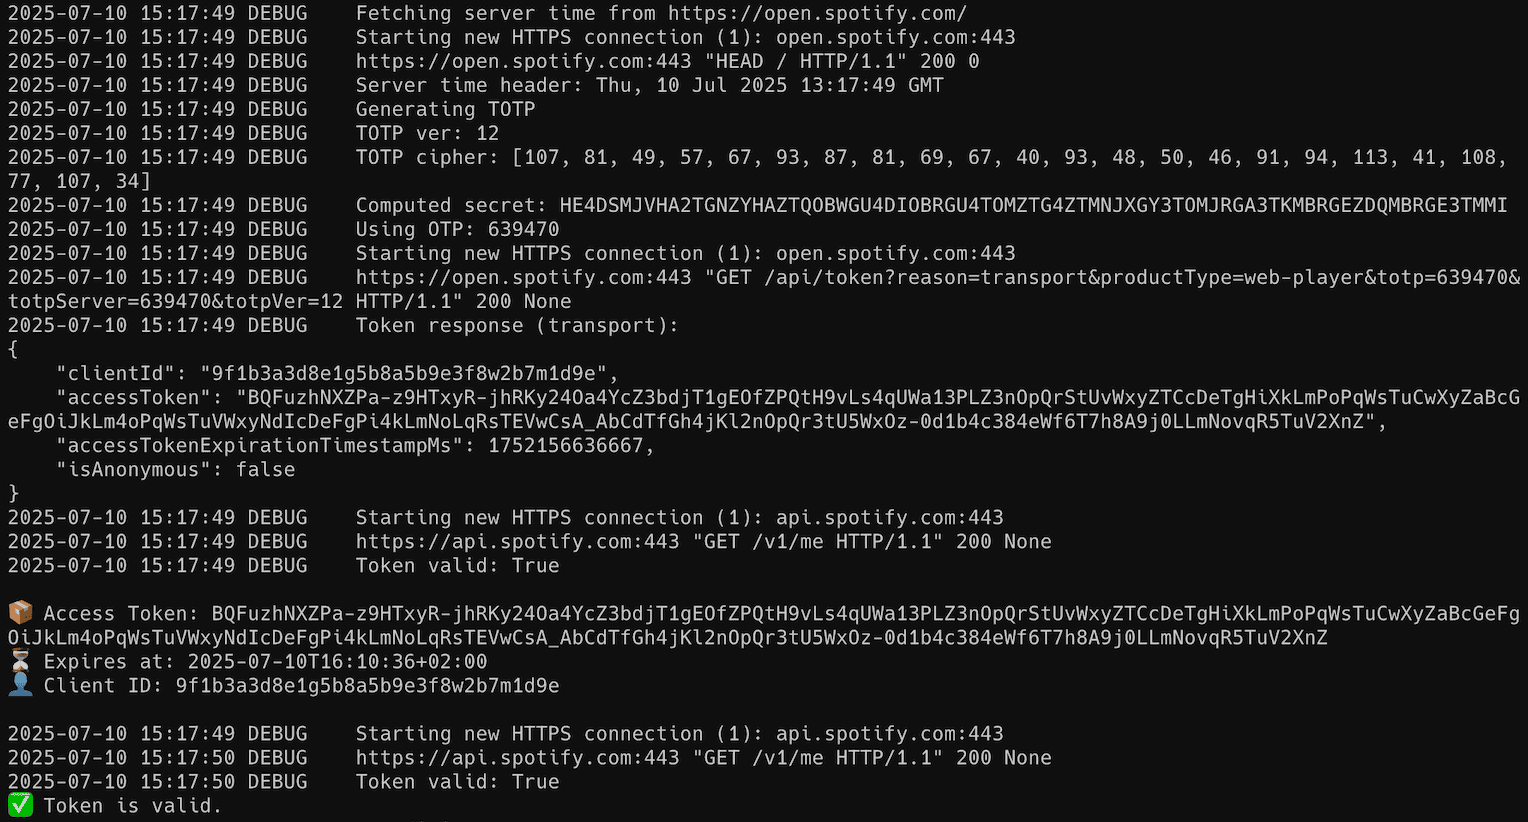 2025-07-10 15:17:49 DEBUG    Fetching server time from https://open.spotify.com/
2025-07-10 15:17:49 DEBUG    Starting new HTTPS connection (1): open.spotify.com:443
2025-07-10 15:17:49 DEBUG    https://open.spotify.com:443 "HEAD / HTTP/1.1" 200 0
2025-07-10 15:17:49 DEBUG    Server time header: Thu, 10 Jul 2025 13:17:49 GMT
2025-07-10 15:17:49 DEBUG    Generating TOTP
2025-07-10 15:17:49 DEBUG    TOTP ver: 12
2025-07-10 15:17:49 DEBUG    TOTP cipher: [107, 81, 49, 57, 67, 93, 87, 81, 69, 67, 40, 93, 48, 50, 46, 91, 94, 113, 41, 108,
77, 107, 34]
2025-07-10 15:17:49 DEBUG    Computed secret: HE4DSMJVHA2TGNZYHAZTQOBWGU4DIOBRGU4TOMZTG4ZTMNJXGY3TOMJRGA3TKMBRGEZDQMBRGE3TMMI
2025-07-10 15:17:49 DEBUG    Using OTP: 639470
2025-07-10 15:17:49 DEBUG    Starting new HTTPS connection (1): open.spotify.com:443
2025-07-10 15:17:49 DEBUG    https://open.spotify.com:443 "GET /api/token?reason=transport&productType=web-player&totp=639470&
totpServer=639470&totpVer=12 HTTP/1.1" 200 None
2025-07-10 15:17:49 DEBUG    Token response (transport):
{
    "clientId": "9f1b3a3d8e1g5b8a5b9e3f8w2b7m1d9e",
    "accessToken": "BQFuzhNXZPa-z9HTxyR-jhRKy24Oa4YcZ3bdjT1gEOfZPQtH9vLs4qUWa13PLZ3nOpQrStUvWxyZTCcDeTgHiXkLmPoPqWsTuCwXyZaBcG
eFgOiJkLm4oPqWsTuVWxyNdIcDeFgPi4kLmNoLqRsTEVwCsA_AbCdTfGh4jKl2nOpQr3tU5WxOz-0d1b4c384eWf6T7h8A9j0LLmNovqR5TuV2XnZ",
    "accessTokenExpirationTimestampMs": 1752156636667,
    "isAnonymous": false
}
2025-07-10 15:17:49 DEBUG    Starting new HTTPS connection (1): api.spotify.com:443
2025-07-10 15:17:49 DEBUG    https://api.spotify.com:443 "GET /v1/me HTTP/1.1" 200 None
2025-07-10 15:17:49 DEBUG    Token valid: True
📦 Access Token: BQFuzhNXZPa-z9HTxyR-jhRKy24Oa4YcZ3bdjT1gEOfZPQtH9vLs4qUWa13PLZ3nOpQrStUvWxyZTCcDeTgHiXkLmPoPqWsTuCwXyZaBcGeFg
OiJkLm4oPqWsTuVWxyNdIcDeFgPi4kLmNoLqRsTEVwCsA_AbCdTfGh4jKl2nOpQr3tU5WxOz-0d1b4c384eWf6T7h8A9j0LLmNovqR5TuV2XnZ
⏳ Expires at: 2025-07-10T16:10:36+02:00
👤 Client ID: 9f1b3a3d8e1g5b8a5b9e3f8w2b7m1d9e
2025-07-10 15:17:49 DEBUG    Starting new HTTPS connection (1): api.spotify.com:443
2025-07-10 15:17:50 DEBUG    https://api.spotify.com:443 "GET /v1/me HTTP/1.1" 200 None
2025-07-10 15:17:50 DEBUG    Token valid: True
✅ Token is valid.